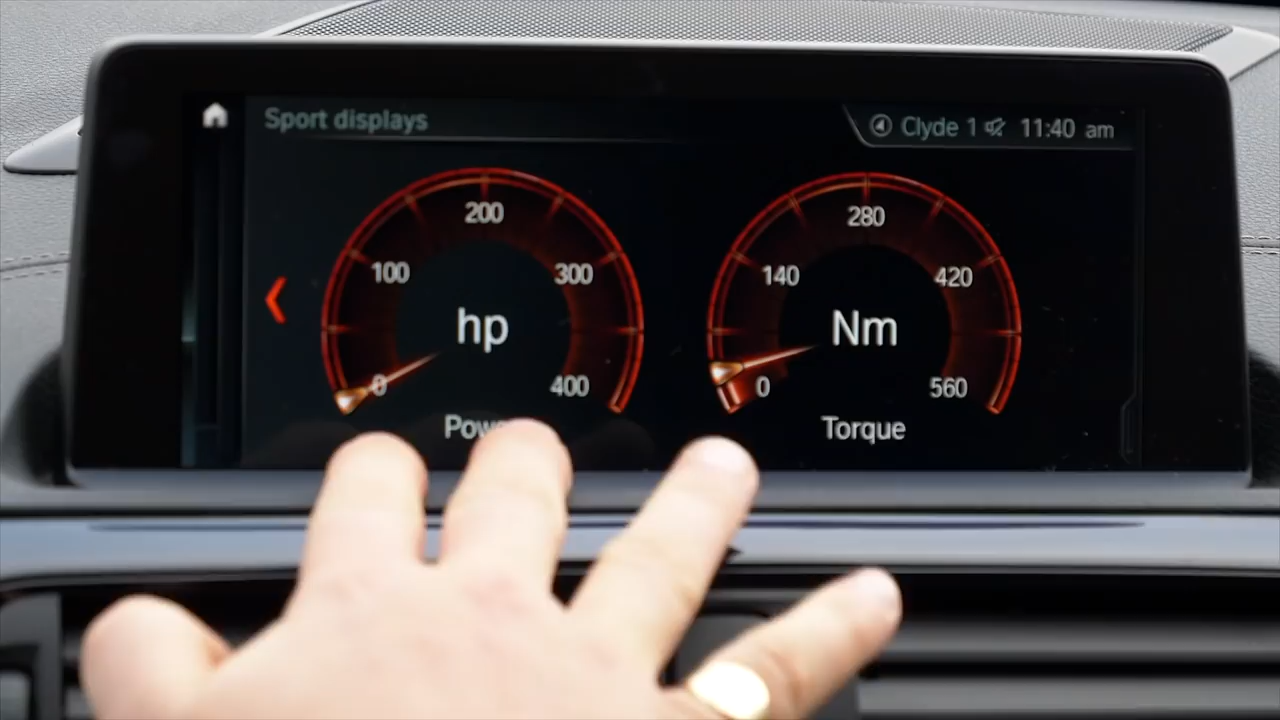 Sport displays
Clyde 1 11:40 am
200
100 300
hp
0 400
Pow
280
140 420
Nm
0 560
Torque